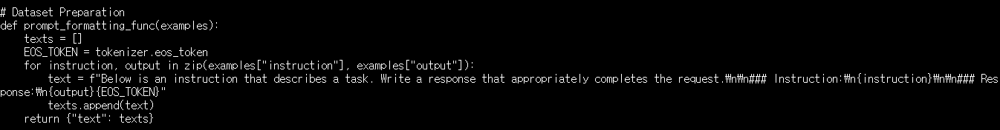 # Dataset Preparation
def prompt_formatting_func(examples):
    texts = []
    EOS_TOKEN = tokenizer.eos_token
    for instruction, output in zip(examples["instruction"], examples["output"]):
        text = f"Below is an instruction that describes a task. Write a response that appropriately completes the request.₩n₩n### Instruction:₩n{instruction}₩n₩n### Res
ponse:₩n{output}{EOS_TOKEN}"
        texts.append(text)
    return {"text": texts}